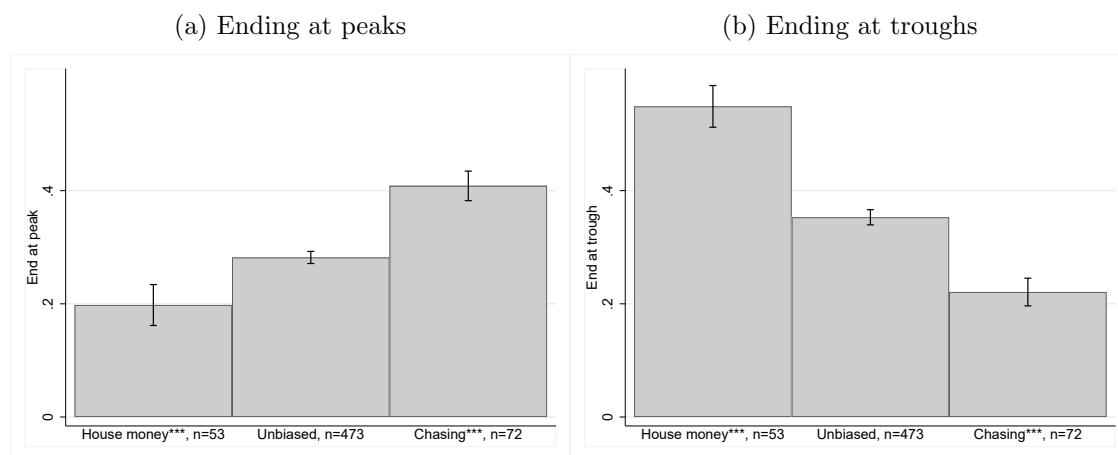 (a) Ending at peaks
End at peak
.4
.2
0
House money***, n=53 Unbiased, n=473 Chasing***, n=72
(b) Ending at troughs
End at trough
.4
.2
0
House money***, n=53 Unbiased, n=473 Chasing***, n=72